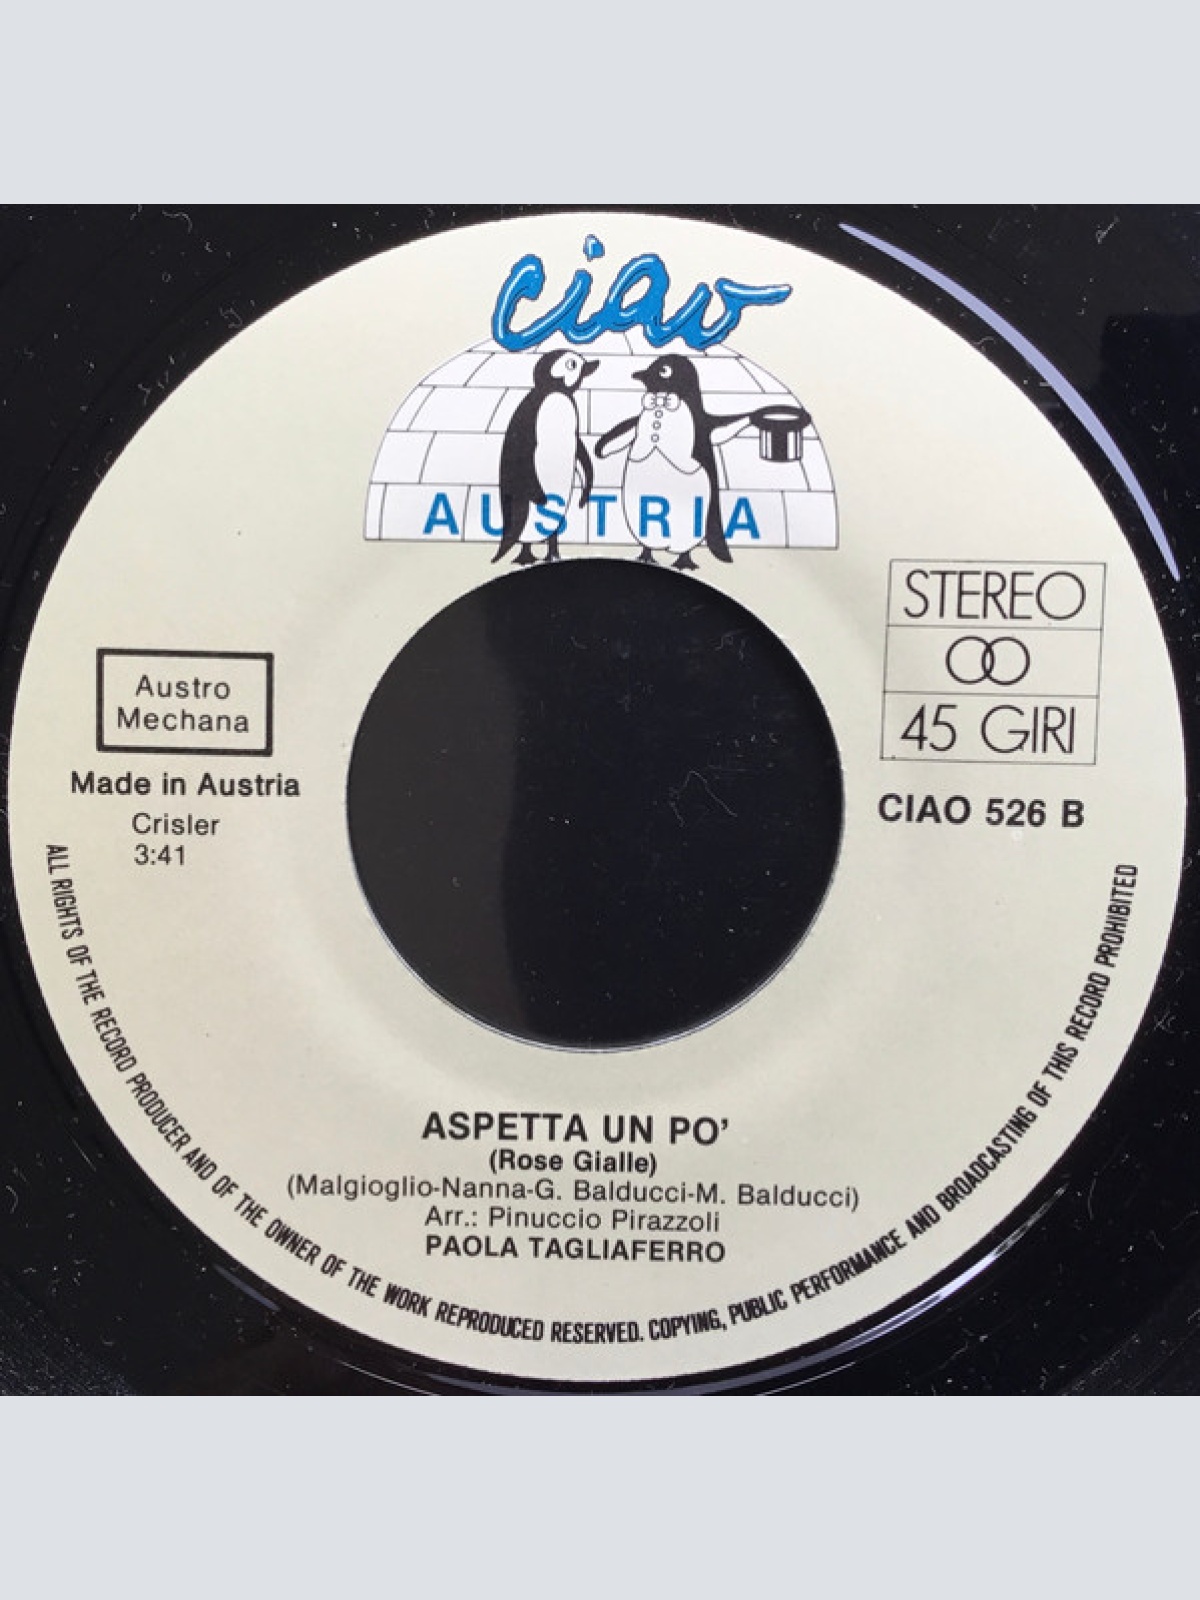 ciao
AUSTRIA
STEREO
45 GIRI
CIAO 526 B
Austro
Mechana
Made in Austria
Crisler
3:41
ASPETTA UN PO'
(Rose Gialle)
(Malgioglio-Nanna-G. Balducci-M. Balducci)
Arr.: Pinuccio Pirazzoli
PAOLA TAGLIAFERRO
ALL RIGHTS OF THE RECORD PRODUCER AND OF THE OWNER OF THE WORK REPRODUCED RESERVED. COPYING, PUBLIC PERFORMANCE AND BROADCASTING OF THIS RECORD PROHIBITED